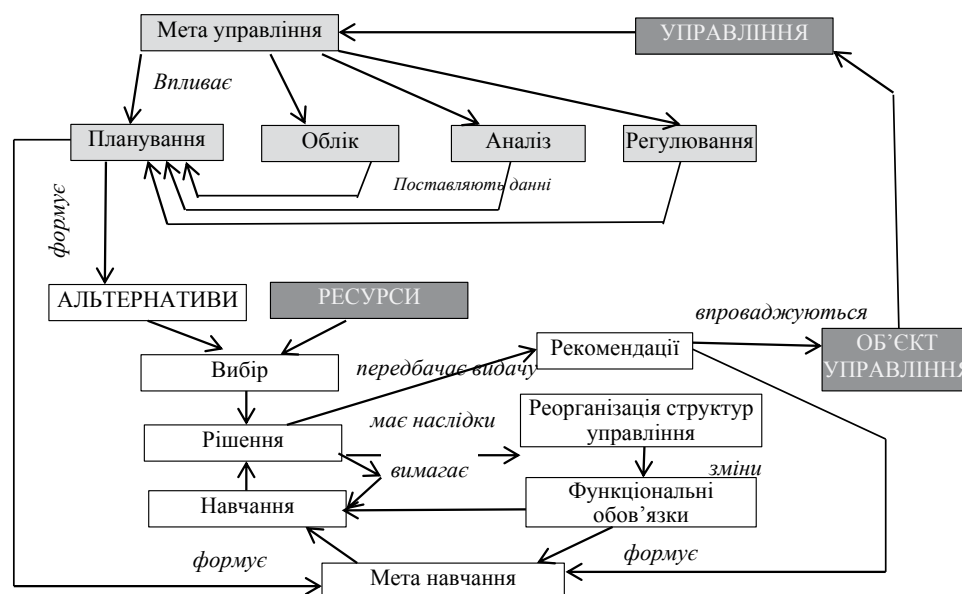 Мета управління
УПРАВЛІННЯ
Впливає
Планування
Облік
Аналіз
Регулювання
Поставляють данні
формує
АЛЬТЕРНАТИВИ
РЕСУРСИ
впроваджуються
Рекомендації
ОБ’ЄКТ
УПРАВЛІННЯ
Вибір
передбачає видачу
Реорганізація структур
управління
має наслідки
Рішення
вимагає
зміни
Навчання
Функціональні
обов’язки
формує
формує
Мета навчання